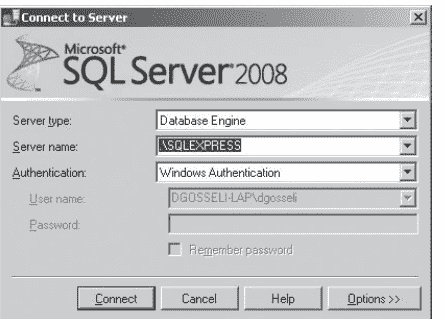 Connect to Server
Microsoft®
SQL Server 2008
Server type: Database Engine
Server name: .\SQLEXPRESS
Authentication: Windows Authentication
User name: DGOSSELI-LAP\dgosseli
Password:
Remember password
Connect Cancel Help Options >>